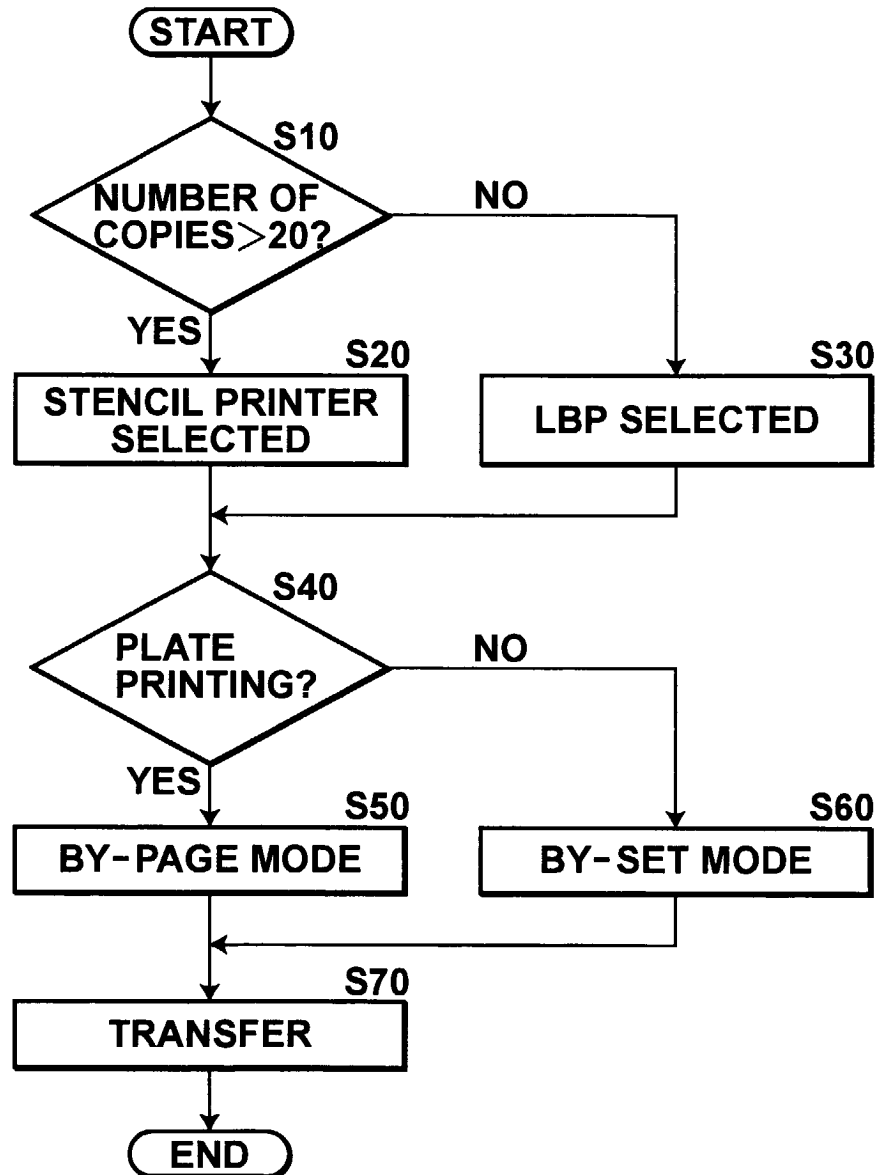 START
S10
NUMBER OF
COPIES>20?
NO
YES
S20
STENCIL PRINTER
SELECTED
S30
LBP SELECTED
S40
PLATE
PRINTING?
NO
YES
S50
BY-PAGE MODE
S60
BY-SET MODE
S70
TRANSFER
END